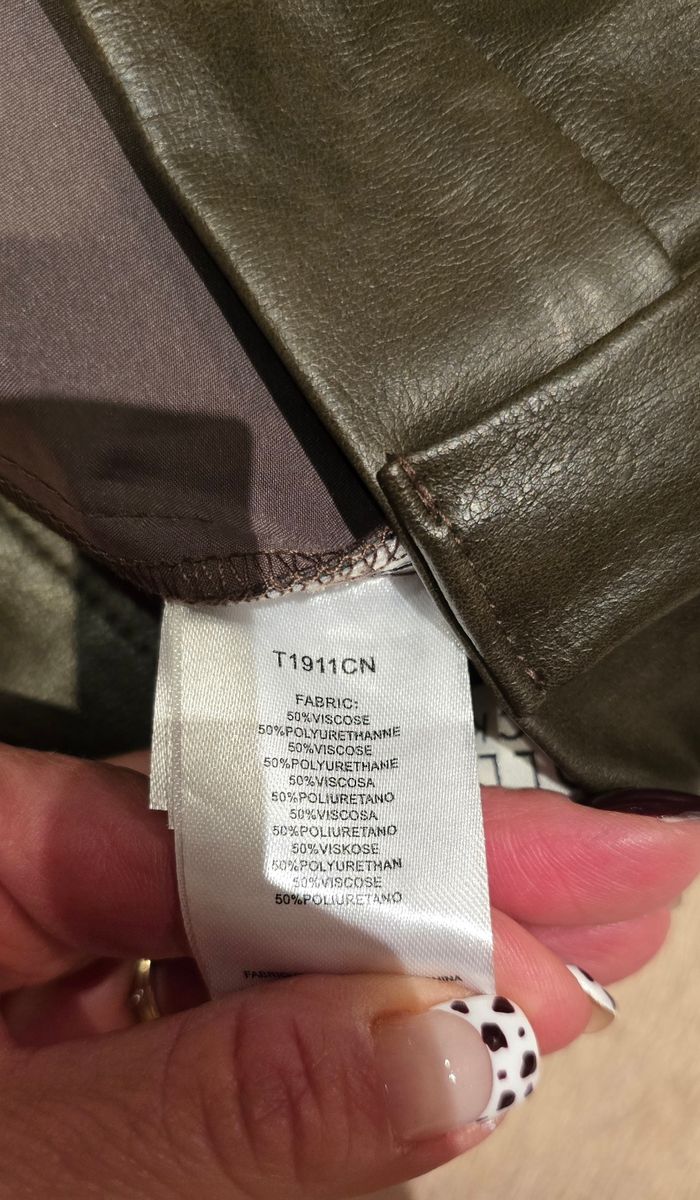 T1911CN
FABRIC:
50%VISCOSE
50%POLYURETHANNE
50%VISCOSE
50%POLYURETHANE
50%VISCOSA
50%POLIURETANO
50%VISCOSA
50%POLIURETANO
50%VISKOSE
50%POLYURETHAN
50%VISCOSE
50%POLIURETANO